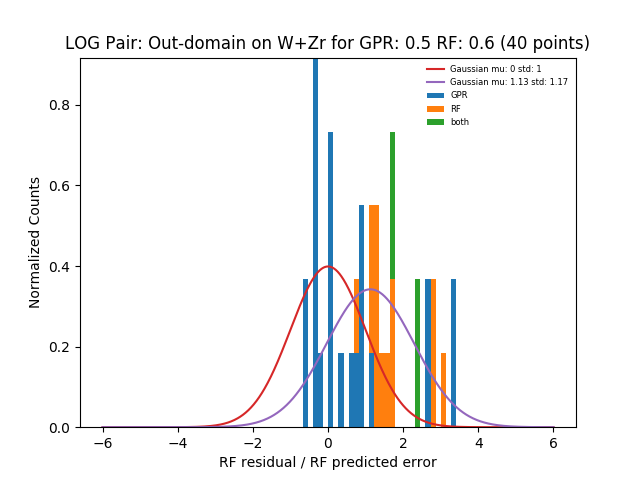 LOG Pair: Out-domain on W+Zr for GPR: 0.5 RF: 0.6 (40 points)
Gaussian mu: 0 std: 1
Gaussian mu: 1.13 std: 1.17
GPR
RF
both
Normalized Counts
0.8
0.6
0.4
0.2
0.0
−6 −4 −2 0 2 4 6
RF residual / RF predicted error